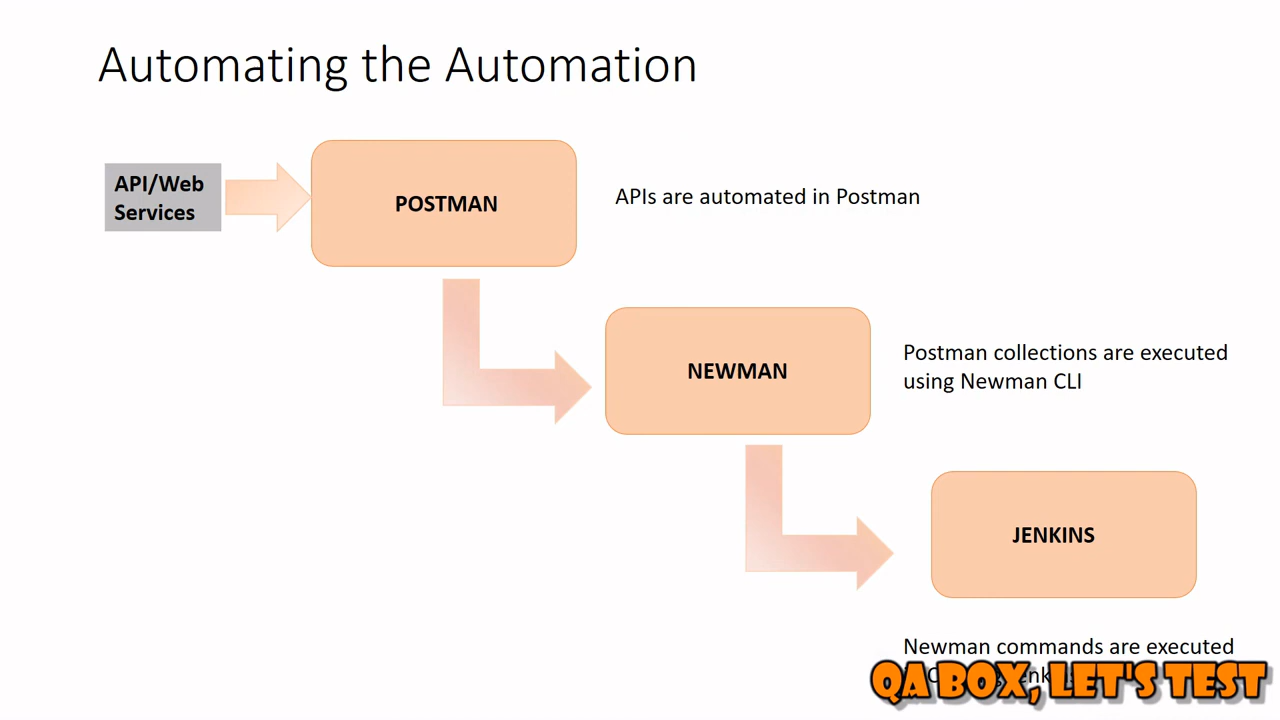 Automating the Automation
API/Web
Services
POSTMAN
APIs are automated in Postman
NEWMAN
Postman collections are executed
using Newman CLI
JENKINS
Newman commands are executed
QA BOX, LET'S TEST